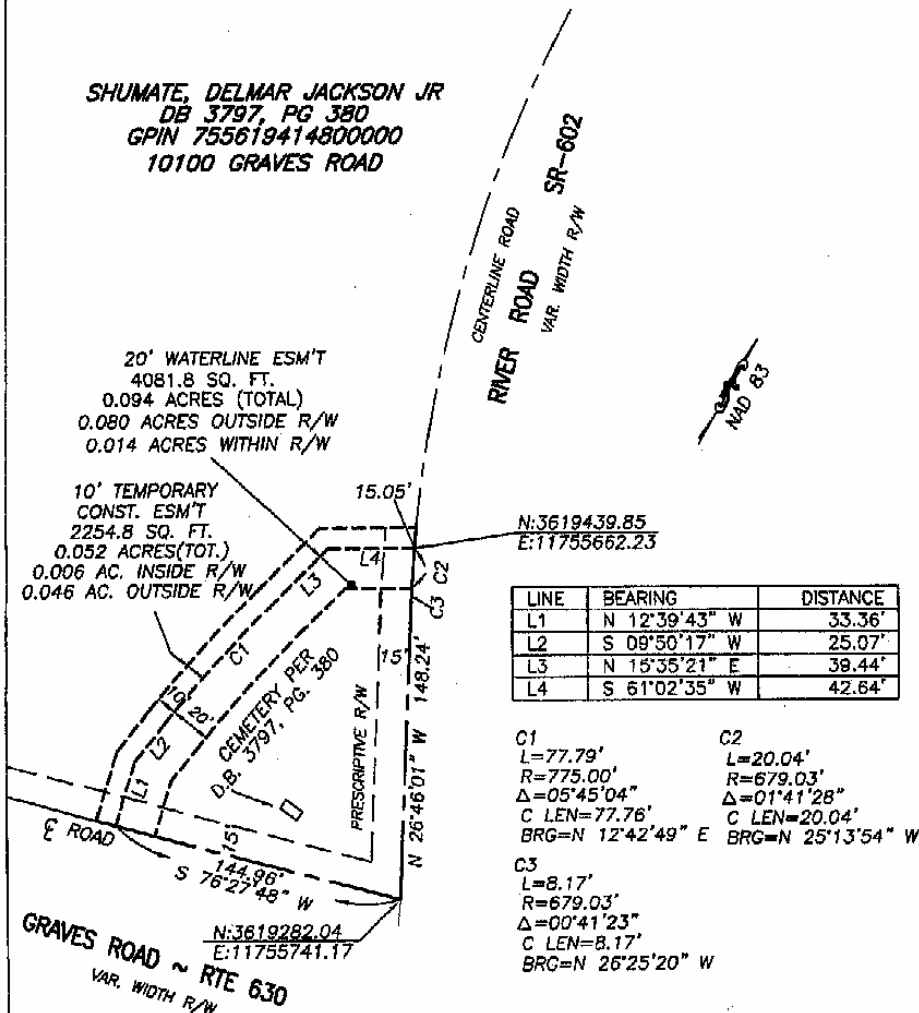 SHUMATE, DELMAR JACKSON JR
DB 3797, PG 380
GPIN 755619414800000
10100 GRAVES ROAD
CENTERLINE ROAD
RIVER ROAD SR-602
VAR. WIDTH R/W
NAD 83
20' WATERLINE ESM'T
4081.8 SQ. FT.
0.094 ACRES (TOTAL)
0.080 ACRES OUTSIDE R/W
0.014 ACRES WITHIN R/W
10' TEMPORARY
CONST. ESM'T
2254.8 SQ. FT.
0.052 ACRES(TOT.)
0.006 AC. INSIDE R/W
0.046 AC. OUTSIDE R/W
15.05'
N:3619439.85
E:11755662.23
L4
L3
C2
C3
C1
10'
20'
L2
L1
15'
CEMETERY PER
D.B. 3797, PG. 380
PRESCRIPTIVE R/W
N 26°46'01" W 148.24'
℄ ROAD
15'
144.96'
S 76°27'48" W
N:3619282.04
E:11755741.17
GRAVES ROAD ~ RTE 630
VAR. WIDTH R/W
LINE BEARING DISTANCE
L1 N 12°39'43" W 33.36'
L2 S 09°50'17" W 25.07'
L3 N 15°35'21" E 39.44'
L4 S 61°02'35" W 42.64'
C1
L=77.79'
R=775.00'
Δ=05°45'04"
C LEN=77.76'
BRG=N 12°42'49" E
C2
L=20.04'
R=679.03'
Δ=01°41'28"
C LEN=20.04'
BRG=N 25°13'54" W
C3
L=8.17'
R=679.03'
Δ=00°41'23"
C LEN=8.17'
BRG=N 26°25'20" W